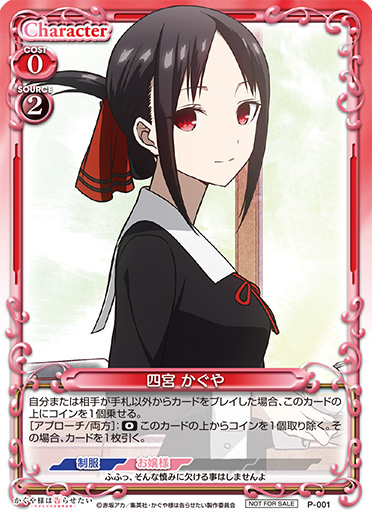 Character
COST
0
SOURCE
2
四宮 かぐや
自分または相手が手札以外からカードをプレイした場合、このカードの
上にコインを1個乗せる。
[アプローチ/両方]: このカードの上からコインを1個取り除く。そ
の場合、カードを1枚引く。
制服 お嬢様
ふふっ、そんな慎みに欠ける事はしませんよ
かぐや様は告らせたい
©赤坂アカ/集英社・かぐや様は告らせたい製作委員会 NOT FOR SALE P-001